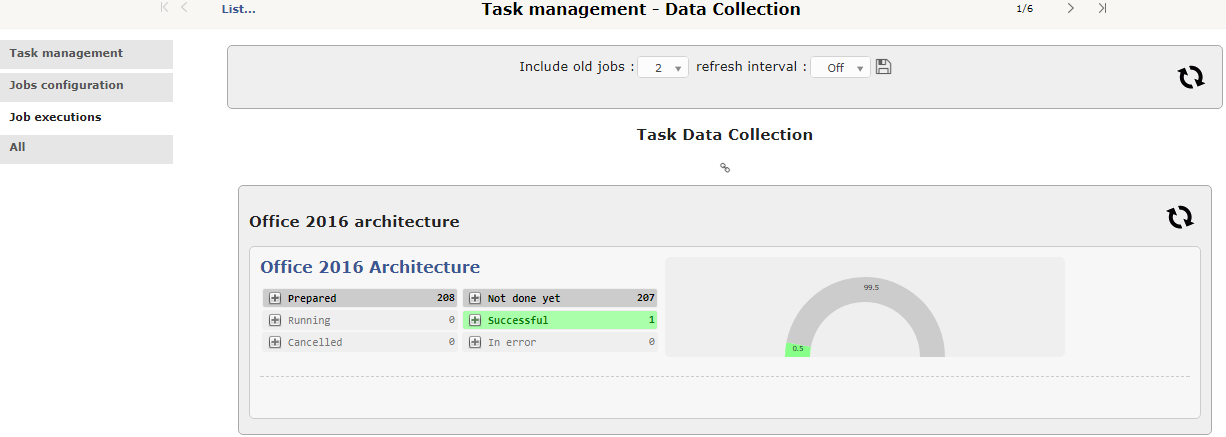 List... Task management - Data Collection 1/6
Task management
Jobs configuration
Job executions
All
Include old jobs : 2 refresh interval : Off
Task Data Collection
Office 2016 architecture
Office 2016 Architecture
Prepared 208 Not done yet 207
Running 0 Successful 1
Cancelled 0 In error 0
99.5
0.5